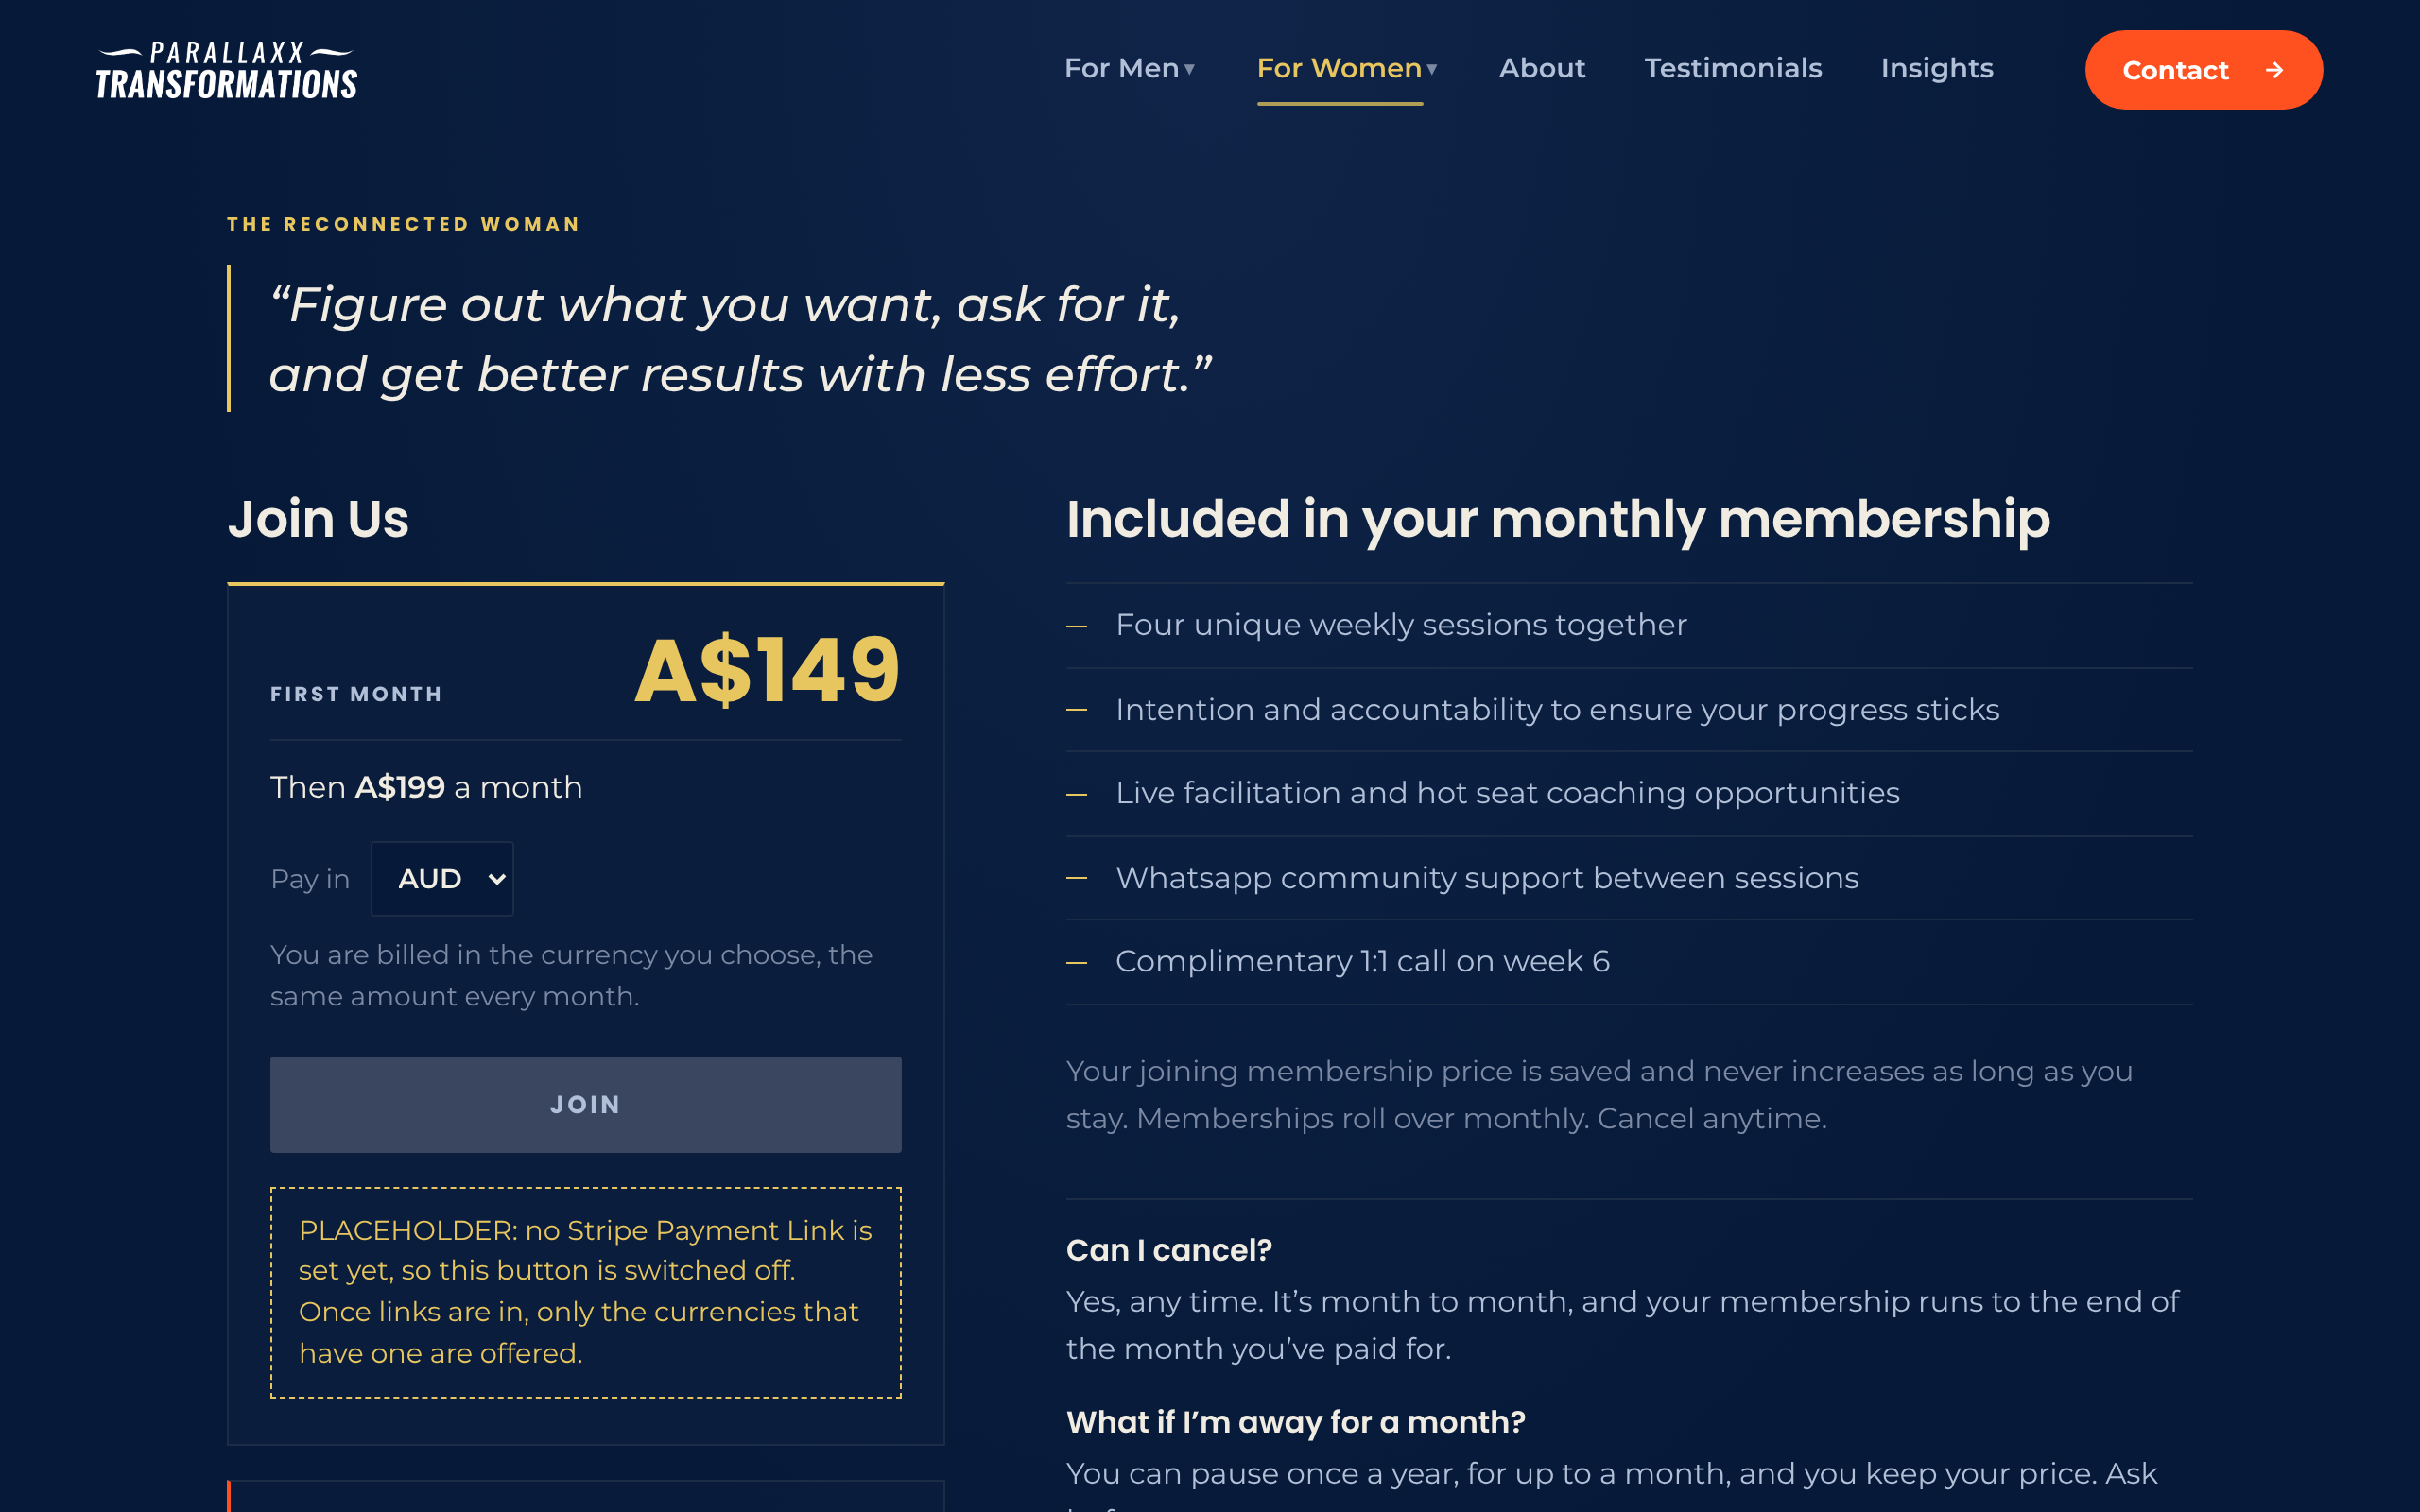 PARALLAXX
TRANSFORMATIONS
For Men ▾
For Women ▾
About
Testimonials
Insights
Contact →
THE RECONNECTED WOMAN
“Figure out what you want, ask for it,
and get better results with less effort.”
Join Us
FIRST MONTH
A$149
Then A$199 a month
Pay in
AUD
You are billed in the currency you choose, the
same amount every month.
JOIN
PLACEHOLDER: no Stripe Payment Link is
set yet, so this button is switched off.
Once links are in, only the currencies that
have one are offered.
Included in your monthly membership
— Four unique weekly sessions together
— Intention and accountability to ensure your progress sticks
— Live facilitation and hot seat coaching opportunities
— Whatsapp community support between sessions
— Complimentary 1:1 call on week 6
Your joining membership price is saved and never increases as long as you
stay. Memberships roll over monthly. Cancel anytime.
Can I cancel?
Yes, any time. It’s month to month, and your membership runs to the end of
the month you’ve paid for.
What if I’m away for a month?
You can pause once a year, for up to a month, and you keep your price. Ask